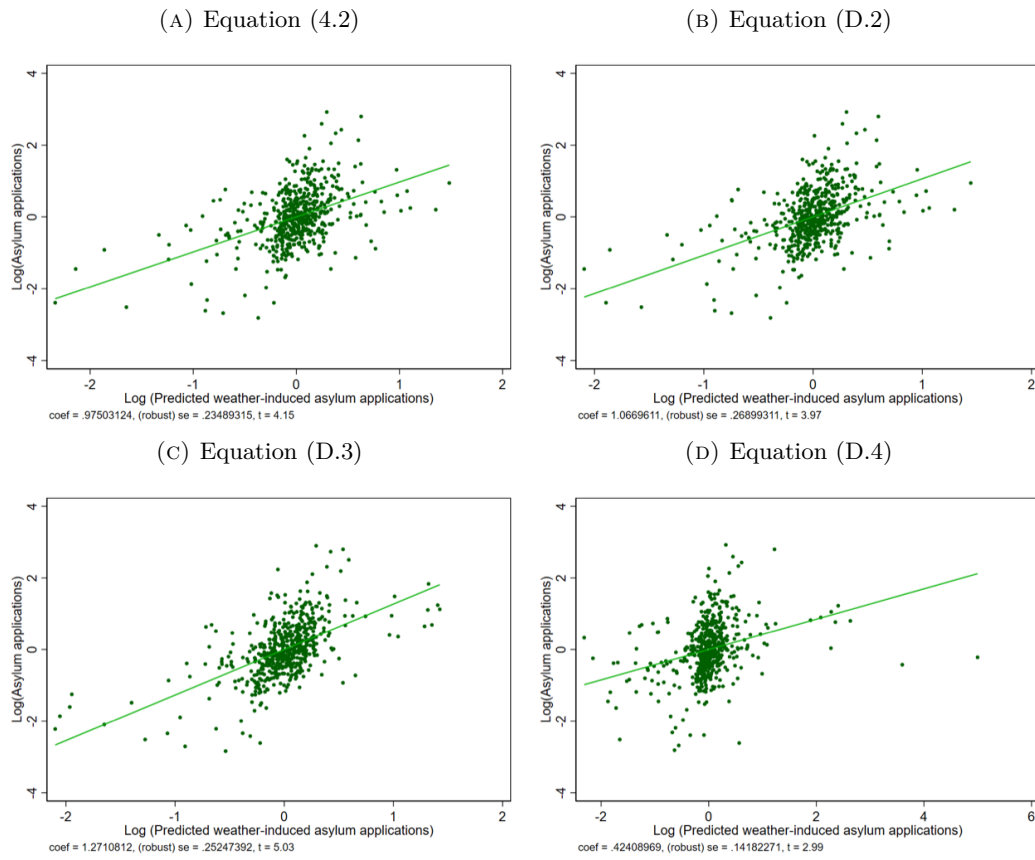 (A) Equation (4.2)
4
2
0
-2
-4
Log(Asylum applications)
-2 -1 0 1 2
Log (Predicted weather-induced asylum applications)
coef = .97503124, (robust) se = .23489315, t = 4.15
(B) Equation (D.2)
4
2
0
-2
-4
Log(Asylum applications)
-2 -1 0 1 2
Log (Predicted weather-induced asylum applications)
coef = 1.0669611, (robust) se = .26899311, t = 3.97
(C) Equation (D.3)
4
2
0
-2
-4
Log(Asylum applications)
-2 -1 0 1 2
Log (Predicted weather-induced asylum applications)
coef = 1.2710812, (robust) se = .25247392, t = 5.03
(D) Equation (D.4)
4
2
0
-2
-4
Log(Asylum applications)
-2 0 2 4 6
Log (Predicted weather-induced asylum applications)
coef = .42408969, (robust) se = .14182271, t = 2.99